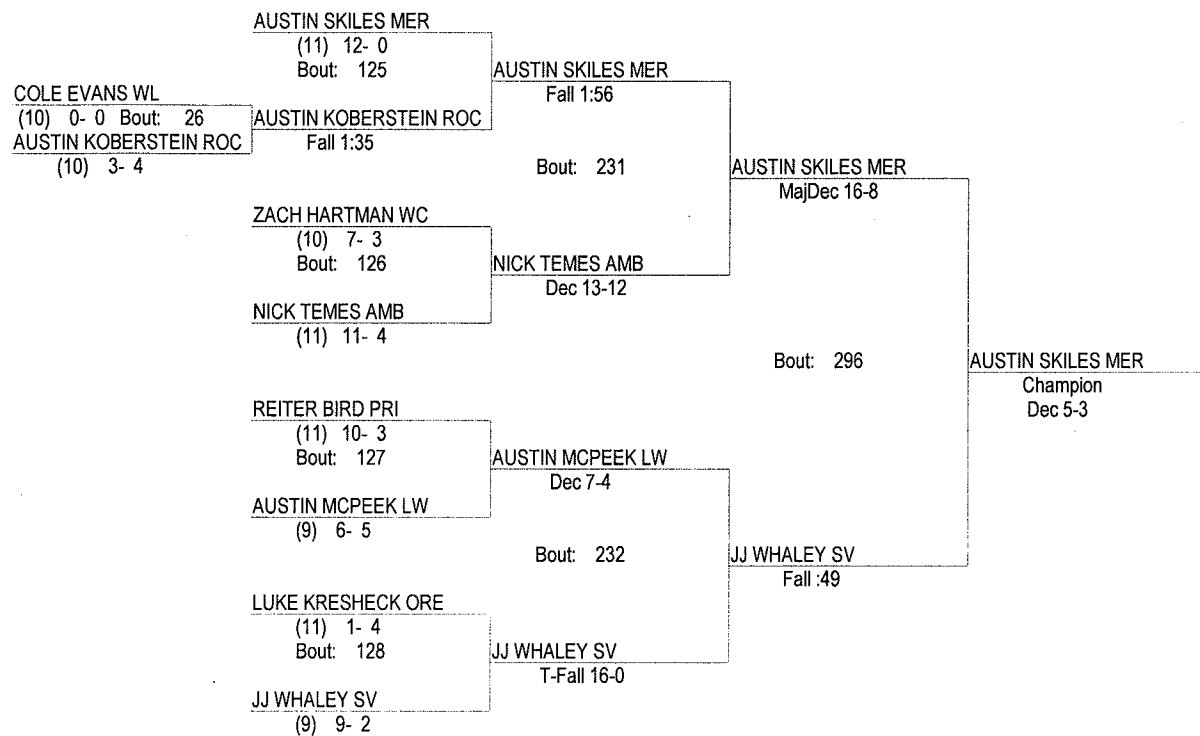 AUSTIN SKILES MER
(11) 12- 0
Bout: 125
AUSTIN SKILES MER
Fall 1:56
COLE EVANS WL
(10) 0- 0 Bout: 26
AUSTIN KOBERSTEIN ROC
(10) 3- 4
AUSTIN KOBERSTEIN ROC
Fall 1:35
Bout: 231
AUSTIN SKILES MER
MajDec 16-8
ZACH HARTMAN WC
(10) 7- 3
Bout: 126
NICK TEMES AMB
Dec 13-12
NICK TEMES AMB
(11) 11- 4
Bout: 296
AUSTIN SKILES MER
Champion
Dec 5-3
REITER BIRD PRI
(11) 10- 3
Bout: 127
AUSTIN MCPEEK LW
Dec 7-4
AUSTIN MCPEEK LW
(9) 6- 5
Bout: 232
JJ WHALEY SV
Fall :49
LUKE KRESHECK ORE
(11) 1- 4
Bout: 128
JJ WHALEY SV
T-Fall 16-0
JJ WHALEY SV
(9) 9- 2